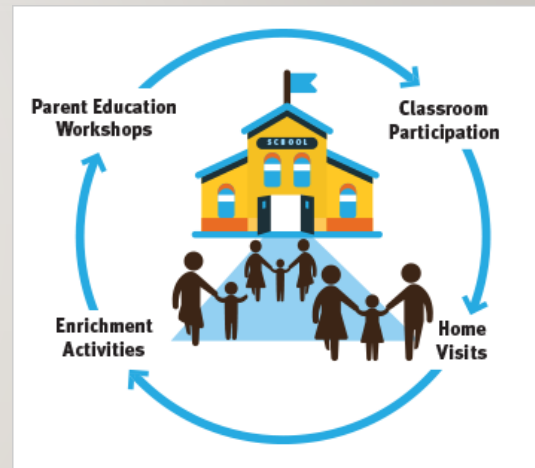 Parent Education
Workshops
Classroom
Participation
SCHOOL
Enrichment
Activities
Home
Visits